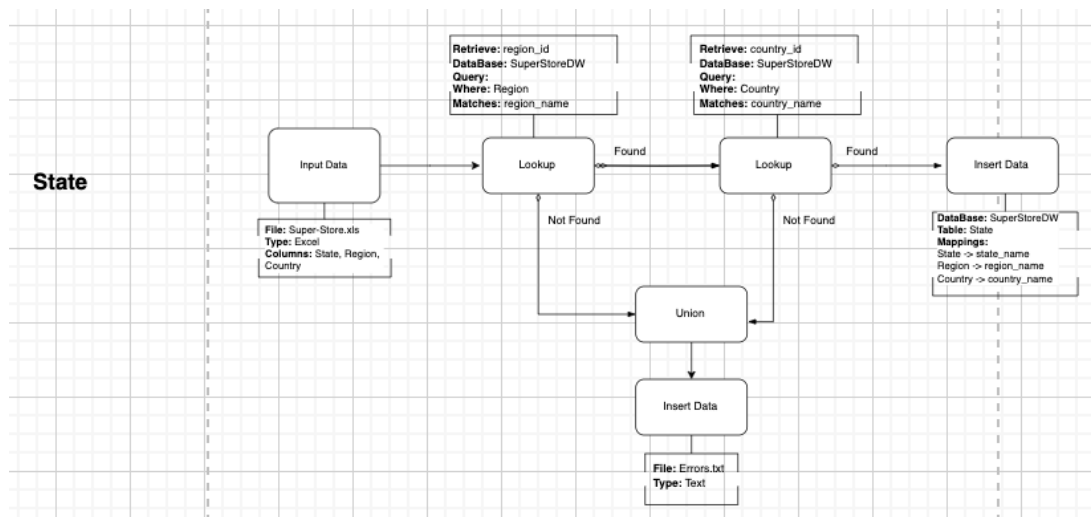 Retrieve: region_id
DataBase: SuperStoreDW
Query:
Where: Region
Matches: region_name
Retrieve: country_id
DataBase: SuperStoreDW
Query:
Where: Country
Matches: country_name
State
Input Data
Lookup
Found
Lookup
Found
Insert Data
File: Super-Store.xls
Type: Excel
Columns: State, Region,
Country
Not Found
Not Found
DataBase: SuperStoreDW
Table: State
Mappings:
State -> state_name
Region -> region_name
Country -> country_name
Union
Insert Data
File: Errors.txt
Type: Text